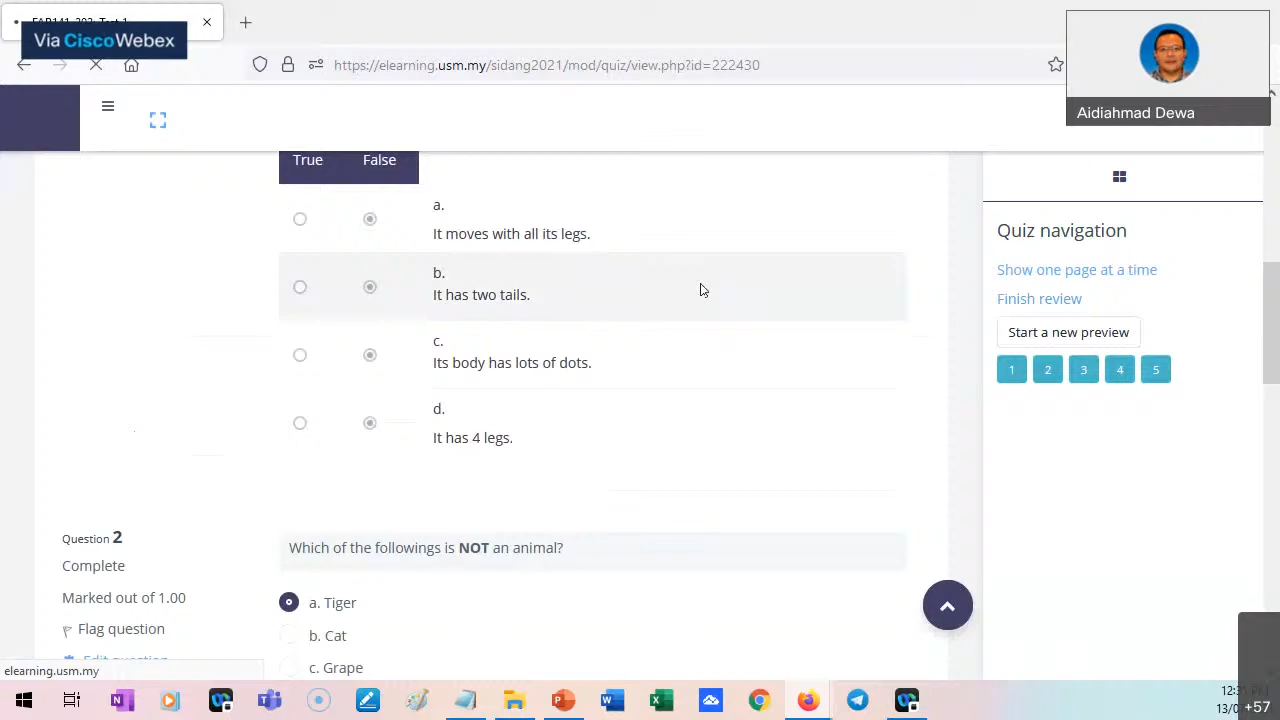 Via Cisco Webex
https://elearning.usm.my/sidang2021/mod/quiz/view.php?id=222430
Aidiahmad Dewa
True False
a.
It moves with all its legs.
b.
It has two tails.
c.
Its body has lots of dots.
d.
It has 4 legs.
Quiz navigation
Show one page at a time
Finish review
Start a new preview
1 2 3 4 5
Question 2
Complete
Marked out of 1.00
Flag question
Edit question
Which of the followings is NOT an animal?
a. Tiger
b. Cat
c. Grape
elearning.usm.my
+57